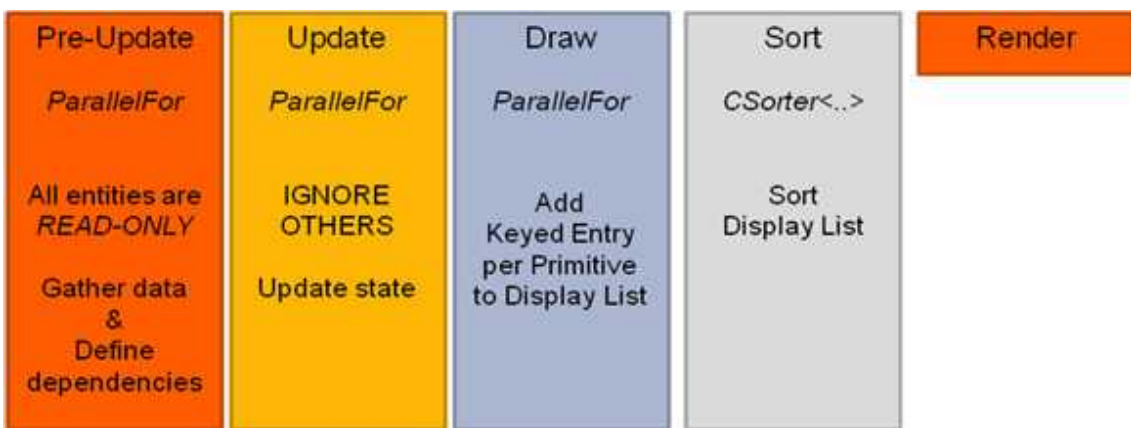 Pre-Update
ParallelFor
All entities are
READ-ONLY
Gather data
&
Define
dependencies
Update
ParallelFor
IGNORE
OTHERS
Update state
Draw
ParallelFor
Add
Keyed Entry
per Primitive
to Display List
Sort
CSorter<..>
Sort
Display List
Render